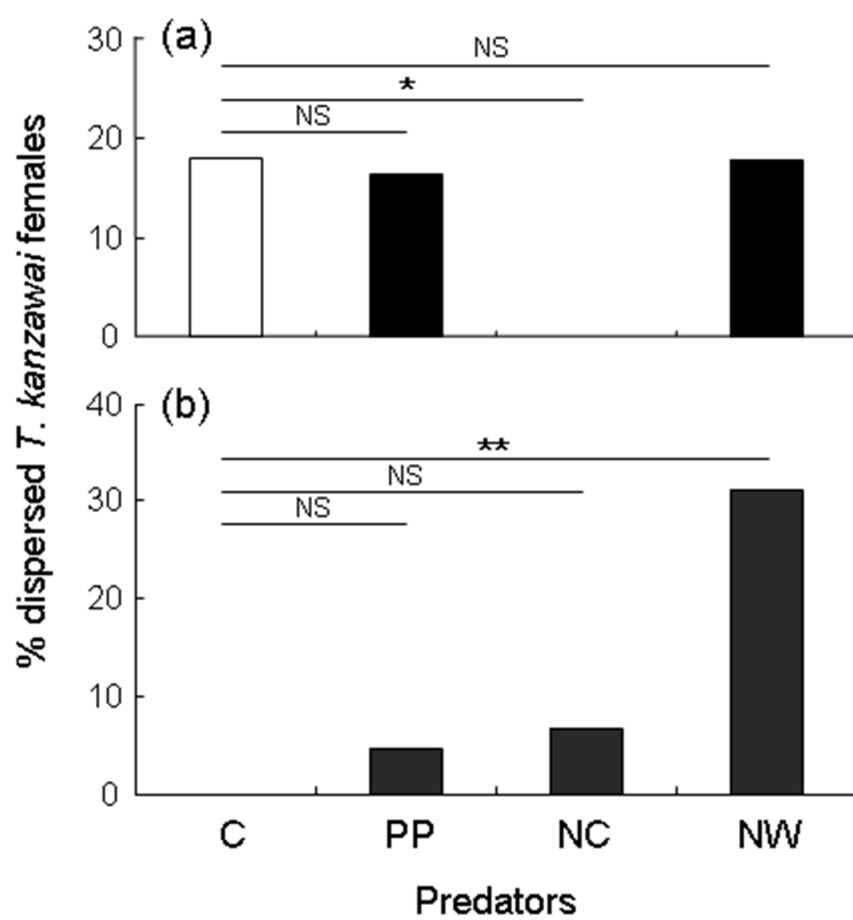 % dispersed T. kanzawai females
(a)
30
20
10
0
NS
*
NS
(b)
40
30
20
10
0
**
NS
NS
C PP NC NW
Predators